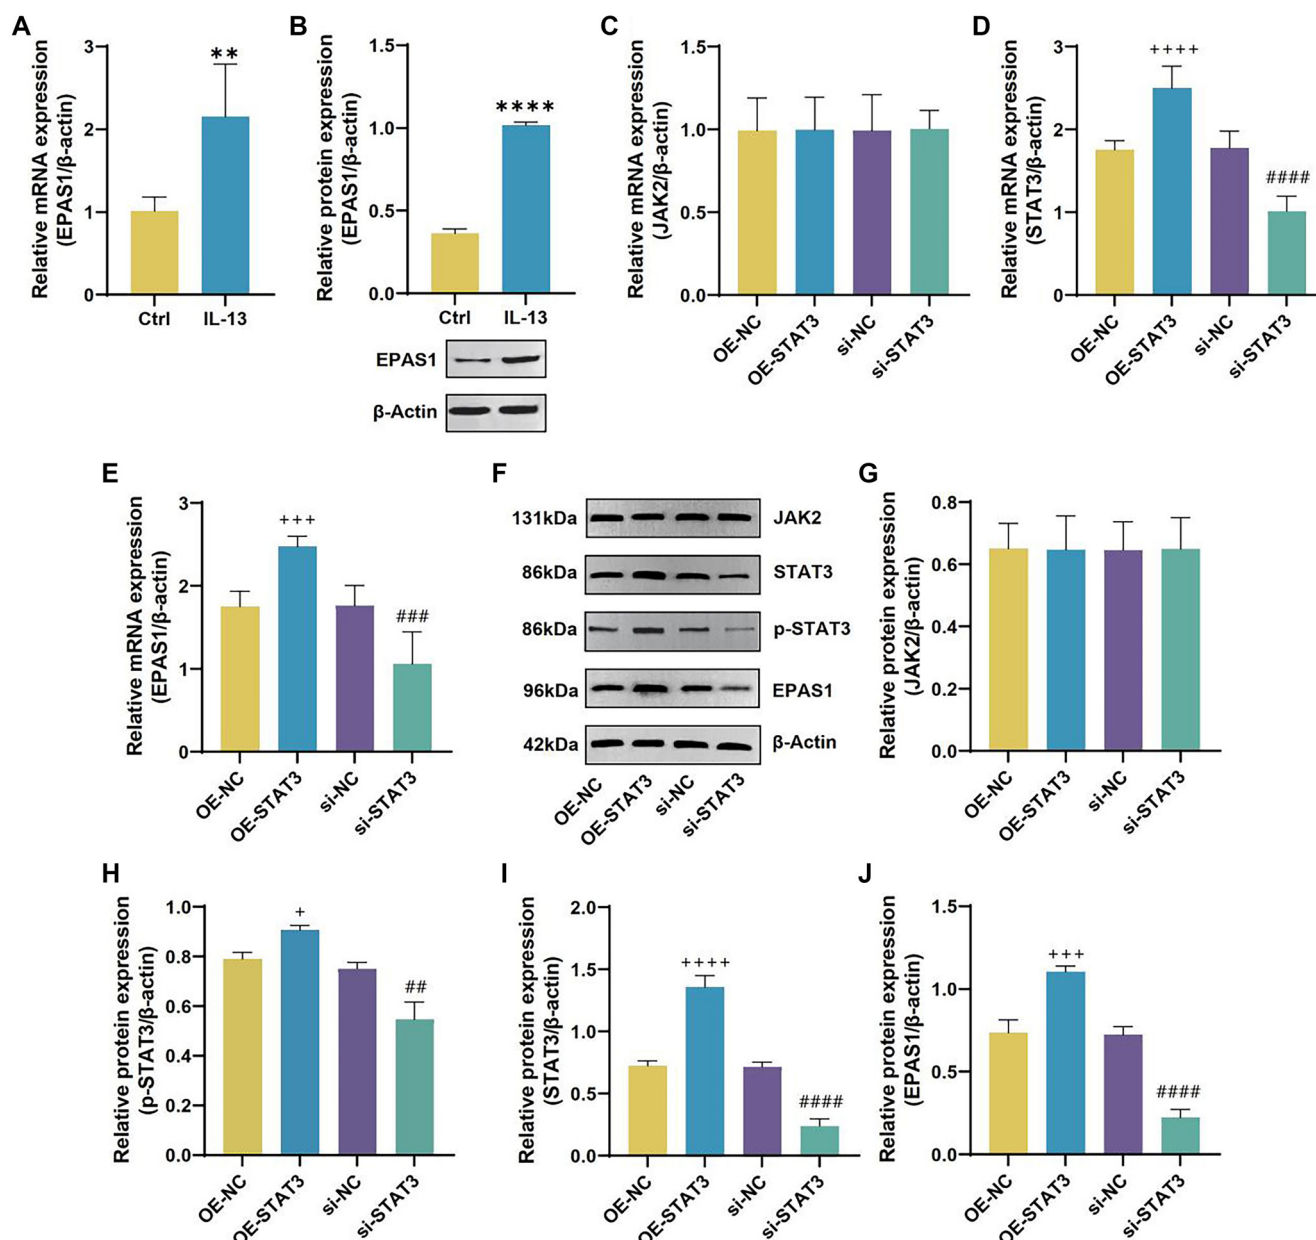 A
Relative mRNA expression
(EPAS1/β-actin)
3
2
1
0
**
Ctrl
IL-13
B
Relative protein expression
(EPAS1/β-actin)
1.5
1.0
0.5
0.0
****
Ctrl
IL-13
EPAS1
β-Actin
C
Relative mRNA expression
(JAK2/β-actin)
1.5
1.0
0.5
0.0
OE-NC
OE-STAT3
si-NC
si-STAT3
D
Relative mRNA expression
(STAT3/β-actin)
3
2
1
0
++++
####
OE-NC
OE-STAT3
si-NC
si-STAT3
E
Relative mRNA expression
(EPAS1/β-actin)
3
2
1
0
+++
###
OE-NC
OE-STAT3
si-NC
si-STAT3
F
131kDa JAK2
86kDa STAT3
86kDa p-STAT3
96kDa EPAS1
42kDa β-Actin
OE-NC
OE-STAT3
si-NC
si-STAT3
G
Relative protein expression
(JAK2/β-actin)
0.8
0.6
0.4
0.2
0.0
OE-NC
OE-STAT3
si-NC
si-STAT3
H
Relative protein expression
(p-STAT3/β-actin)
1.0
0.8
0.6
0.4
0.2
0.0
+
##
OE-NC
OE-STAT3
si-NC
si-STAT3
I
Relative protein expression
(STAT3/β-actin)
2.0
1.5
1.0
0.5
0.0
++++
####
OE-NC
OE-STAT3
si-NC
si-STAT3
J
Relative protein expression
(EPAS1/β-actin)
1.5
1.0
0.5
0.0
+++
####
OE-NC
OE-STAT3
si-NC
si-STAT3